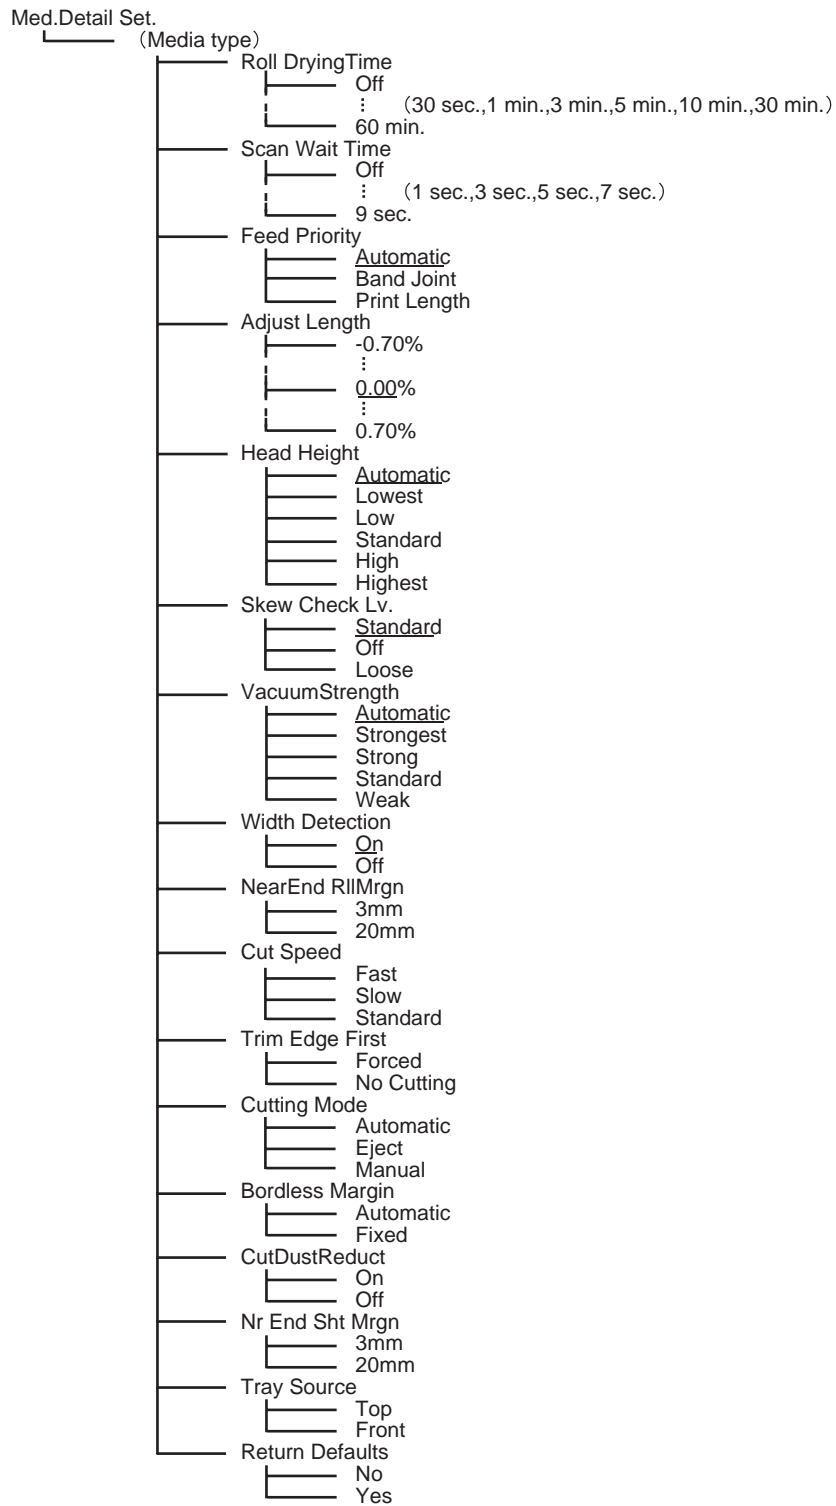 Med.Detail Set.
（Media type）
Roll DryingTime
Off
（30 sec.,1 min.,3 min.,5 min.,10 min.,30 min.）
60 min.
Scan Wait Time
Off
（1 sec.,3 sec.,5 sec.,7 sec.）
9 sec.
Feed Priority
Automatic
Band Joint
Print Length
Adjust Length
-0.70%
0.00%
0.70%
Head Height
Automatic
Lowest
Low
Standard
High
Highest
Skew Check Lv.
Standard
Off
Loose
VacuumStrength
Automatic
Strongest
Strong
Standard
Weak
Width Detection
On
Off
NearEnd RllMrgn
3mm
20mm
Cut Speed
Fast
Slow
Standard
Trim Edge First
Forced
No Cutting
Cutting Mode
Automatic
Eject
Manual
Bordless Margin
Automatic
Fixed
CutDustReduct
On
Off
Nr End Sht Mrgn
3mm
20mm
Tray Source
Top
Front
Return Defaults
No
Yes